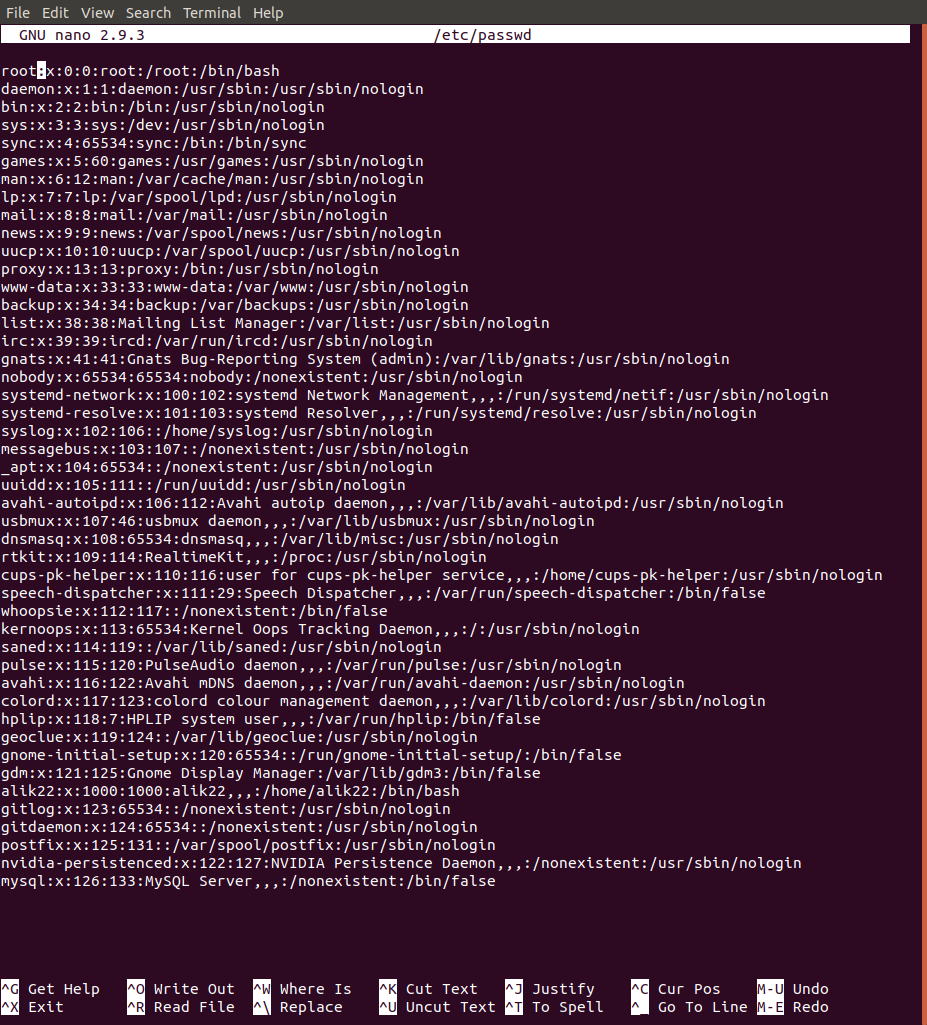 File Edit View Search Terminal Help
GNU nano 2.9.3 /etc/passwd
root:x:0:0:root:/root:/bin/bash
daemon:x:1:1:daemon:/usr/sbin:/usr/sbin/nologin
bin:x:2:2:bin:/bin:/usr/sbin/nologin
sys:x:3:3:sys:/dev:/usr/sbin/nologin
sync:x:4:65534:sync:/bin:/bin/sync
games:x:5:60:games:/usr/games:/usr/sbin/nologin
man:x:6:12:man:/var/cache/man:/usr/sbin/nologin
lp:x:7:7:lp:/var/spool/lpd:/usr/sbin/nologin
mail:x:8:8:mail:/var/mail:/usr/sbin/nologin
news:x:9:9:news:/var/spool/news:/usr/sbin/nologin
uucp:x:10:10:uucp:/var/spool/uucp:/usr/sbin/nologin
proxy:x:13:13:proxy:/bin:/usr/sbin/nologin
www-data:x:33:33:www-data:/var/www:/usr/sbin/nologin
backup:x:34:34:backup:/var/backups:/usr/sbin/nologin
list:x:38:38:Mailing List Manager:/var/list:/usr/sbin/nologin
irc:x:39:39:ircd:/var/run/ircd:/usr/sbin/nologin
gnats:x:41:41:Gnats Bug-Reporting System (admin):/var/lib/gnats:/usr/sbin/nologin
nobody:x:65534:65534:nobody:/nonexistent:/usr/sbin/nologin
systemd-network:x:100:102:systemd Network Management,,,:/run/systemd/netif:/usr/sbin/nologin
systemd-resolve:x:101:103:systemd Resolver,,,:/run/systemd/resolve:/usr/sbin/nologin
syslog:x:102:106::/home/syslog:/usr/sbin/nologin
messagebus:x:103:107::/nonexistent:/usr/sbin/nologin
_apt:x:104:65534::/nonexistent:/usr/sbin/nologin
uuidd:x:105:111::/run/uuidd:/usr/sbin/nologin
avahi-autoipd:x:106:112:Avahi autoip daemon,,,:/var/lib/avahi-autoipd:/usr/sbin/nologin
usbmux:x:107:46:usbmux daemon,,,:/var/lib/usbmux:/usr/sbin/nologin
dnsmasq:x:108:65534:dnsmasq,,,:/var/lib/misc:/usr/sbin/nologin
rtkit:x:109:114:RealtimeKit,,,:/proc:/usr/sbin/nologin
cups-pk-helper:x:110:116:user for cups-pk-helper service,,,:/home/cups-pk-helper:/usr/sbin/nologin
speech-dispatcher:x:111:29:Speech Dispatcher,,,:/var/run/speech-dispatcher:/bin/false
whoopsie:x:112:117::/nonexistent:/bin/false
kernoops:x:113:65534:Kernel Oops Tracking Daemon,,,:/:/usr/sbin/nologin
saned:x:114:119::/var/lib/saned:/usr/sbin/nologin
pulse:x:115:120:PulseAudio daemon,,,:/var/run/pulse:/usr/sbin/nologin
avahi:x:116:122:Avahi mDNS daemon,,,:/var/run/avahi-daemon:/usr/sbin/nologin
colord:x:117:123:colord colour management daemon,,,:/var/lib/colord:/usr/sbin/nologin
hplip:x:118:7:HPLIP system user,,,:/var/run/hplip:/bin/false
geoclue:x:119:124::/var/lib/geoclue:/usr/sbin/nologin
gnome-initial-setup:x:120:65534::/run/gnome-initial-setup/:/bin/false
gdm:x:121:125:Gnome Display Manager:/var/lib/gdm3:/bin/false
alik22:x:1000:1000:alik22,,,:/home/alik22:/bin/bash
gitlog:x:123:65534::/nonexistent:/usr/sbin/nologin
gitdaemon:x:124:65534::/nonexistent:/usr/sbin/nologin
postfix:x:125:131::/var/spool/postfix:/usr/sbin/nologin
nvidia-persistenced:x:122:127:NVIDIA Persistence Daemon,,,:/nonexistent:/usr/sbin/nologin
mysql:x:126:133:MySQL Server,,,:/nonexistent:/bin/false
^G Get Help ^O Write Out ^W Where Is ^K Cut Text ^J Justify ^C Cur Pos M-U Undo
^X Exit ^R Read File ^\ Replace ^U Uncut Text ^T To Spell ^_ Go To Line M-E Redo